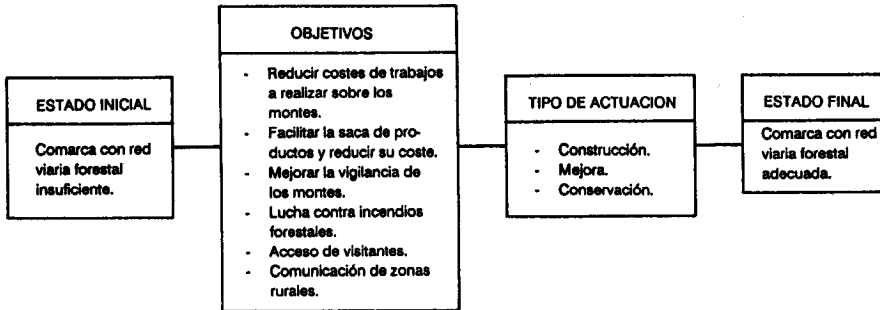 ESTADO INICIAL
Comarca con red
viaria forestal
insuficiente.
OBJETIVOS
- Reducir costes de trabajos
a realizar sobre los
montes.
- Facilitar la saca de pro-
ductos y reducir su coste.
- Mejorar la vigilancia de
los montes.
- Lucha contra incendios
forestales.
- Acceso de visitantes.
- Comunicación de zonas
rurales.
TIPO DE ACTUACION
- Construcción.
- Mejora.
- Conservación.
ESTADO FINAL
Comarca con red
viaria forestal
adecuada.